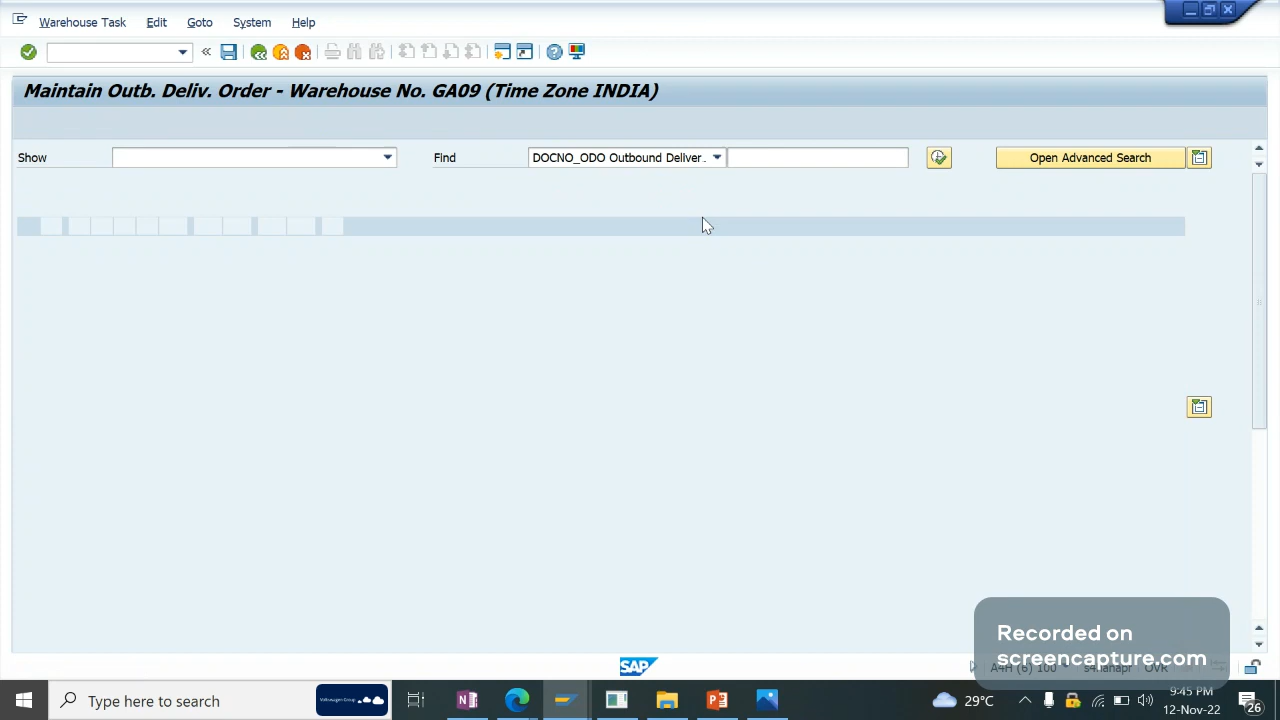 Warehouse Task Edit Goto System Help
Maintain Outb. Deliv. Order - Warehouse No. GA09 (Time Zone INDIA)
Show Find DOCNO_ODO Outbound Deliver. Open Advanced Search
Recorded on
screencapture.com
SAP
OVR
Type here to search
29°C
9:45 PM
12-Nov-22
26